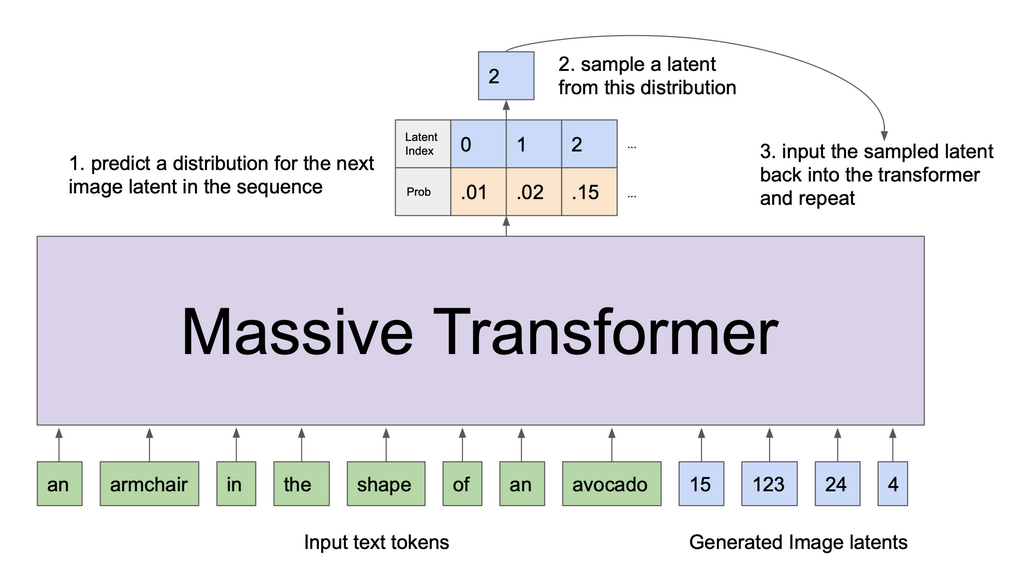 2
2. sample a latent
from this distribution
Latent
Index
0 1 2 ...
Prob
.01 .02 .15 ...
1. predict a distribution for the next
image latent in the sequence
3. input the sampled latent
back into the transformer
and repeat
Massive Transformer
an armchair in the shape of an avocado 15 123 24 4
Input text tokens
Generated Image latents